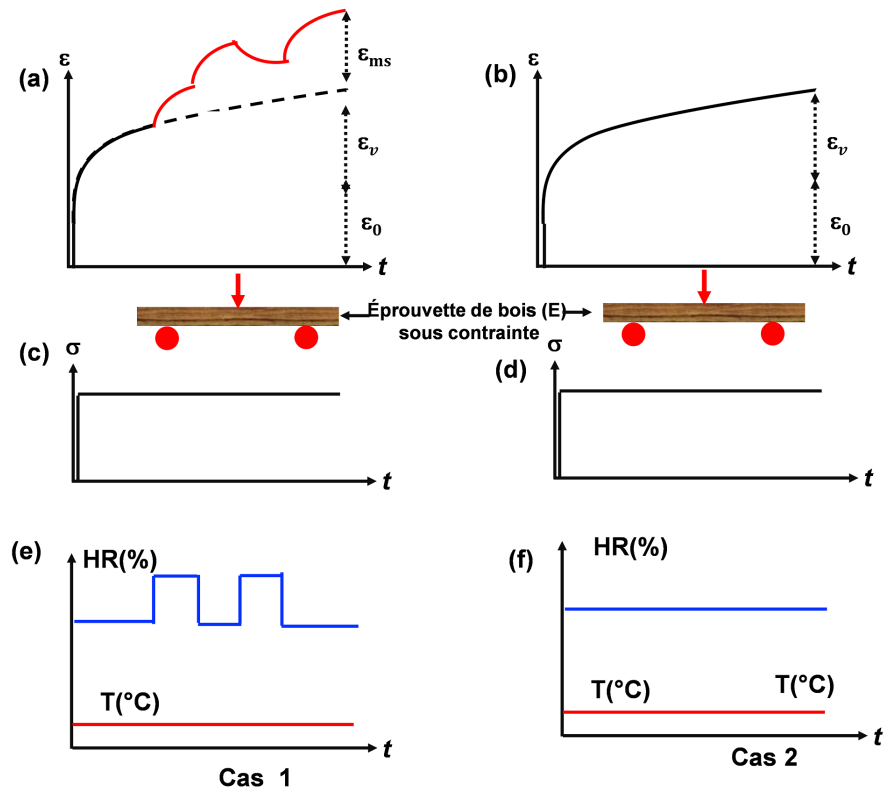 (a)
ε
ε_ms
ε_v
ε_0
t
(b)
ε
ε_v
ε_0
t
Éprouvette de bois (E)
sous contrainte
(c)
σ
t
(d)
σ
t
(e)
HR(%)
T(°C)
t
Cas 1
(f)
HR(%)
T(°C) T(°C)
t
Cas 2